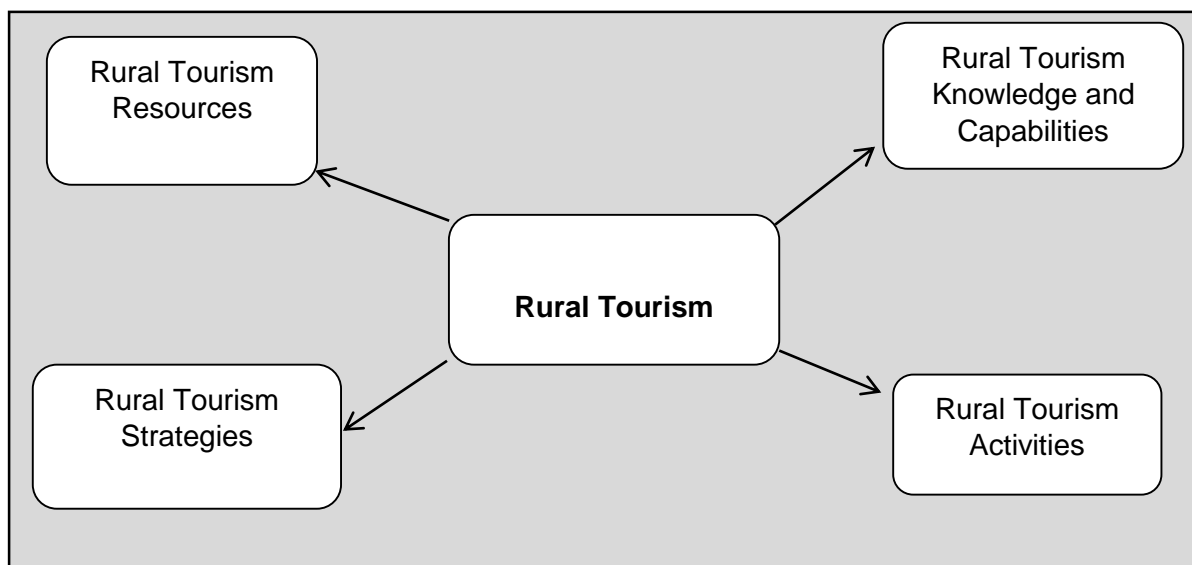 Rural Tourism
Resources
Rural Tourism
Knowledge and
Capabilities
Rural Tourism
Rural Tourism
Strategies
Rural Tourism
Activities